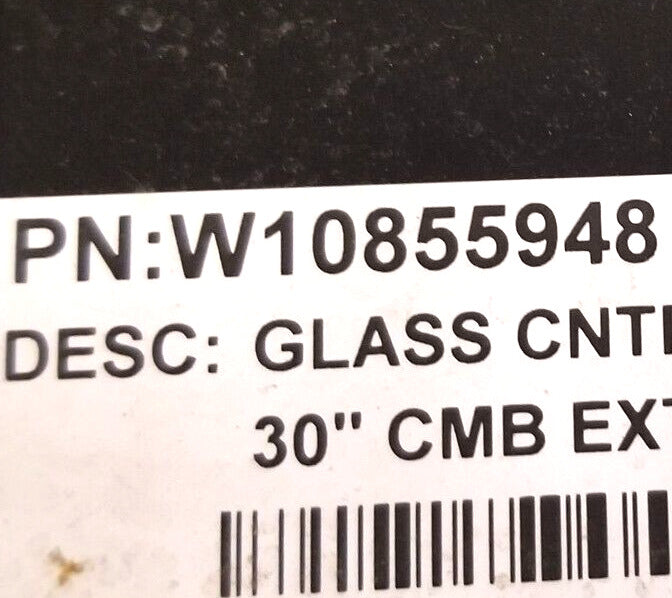 PN:W10855948
DESC: GLASS CNT
30" CMB EXT